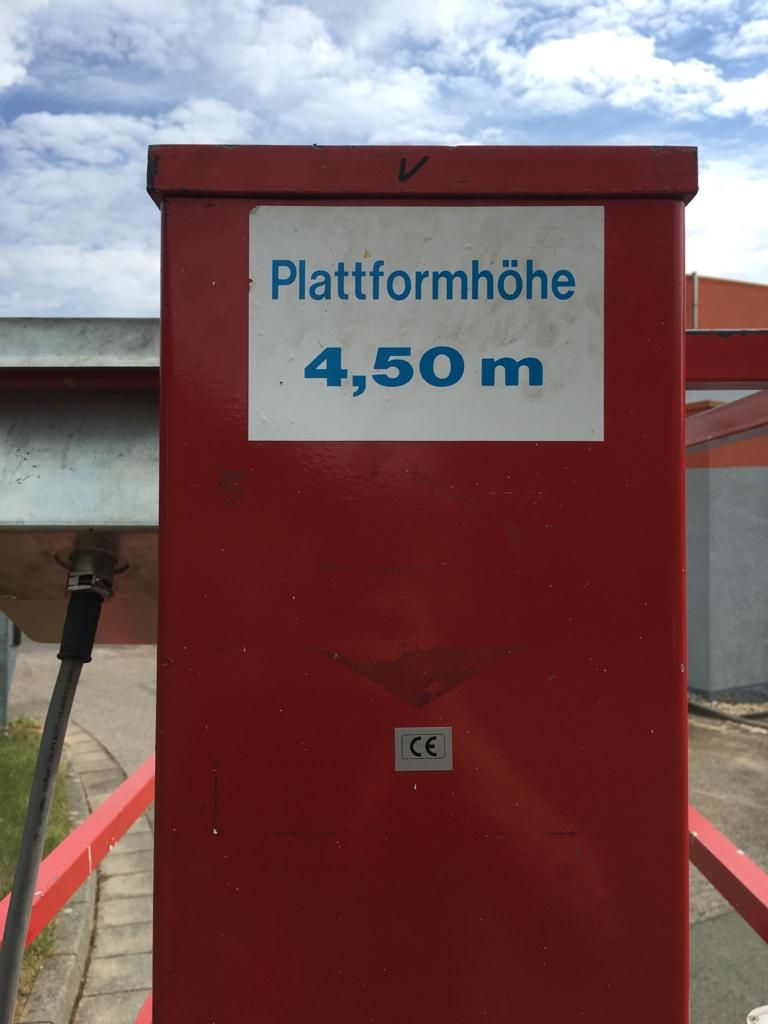 V
Plattformhöhe
4,50 m
CE